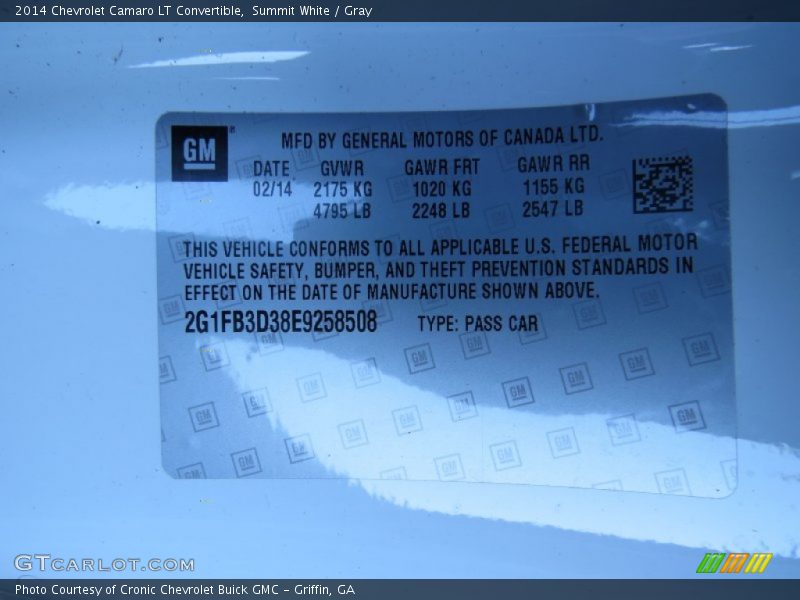 2014 Chevrolet Camaro LT Convertible, Summit White / Gray
GM
MFD BY GENERAL MOTORS OF CANADA LTD.
DATE GVWR GAWR FRT GAWR RR
02/14 2175 KG 1020 KG 1155 KG
4795 LB 2248 LB 2547 LB
THIS VEHICLE CONFORMS TO ALL APPLICABLE U.S. FEDERAL MOTOR
VEHICLE SAFETY, BUMPER, AND THEFT PREVENTION STANDARDS IN
EFFECT ON THE DATE OF MANUFACTURE SHOWN ABOVE.
2G1FB3D38E9258508 TYPE: PASS CAR
GTCARLOT.COM
Photo Courtesy of Cronic Chevrolet Buick GMC - Griffin, GA